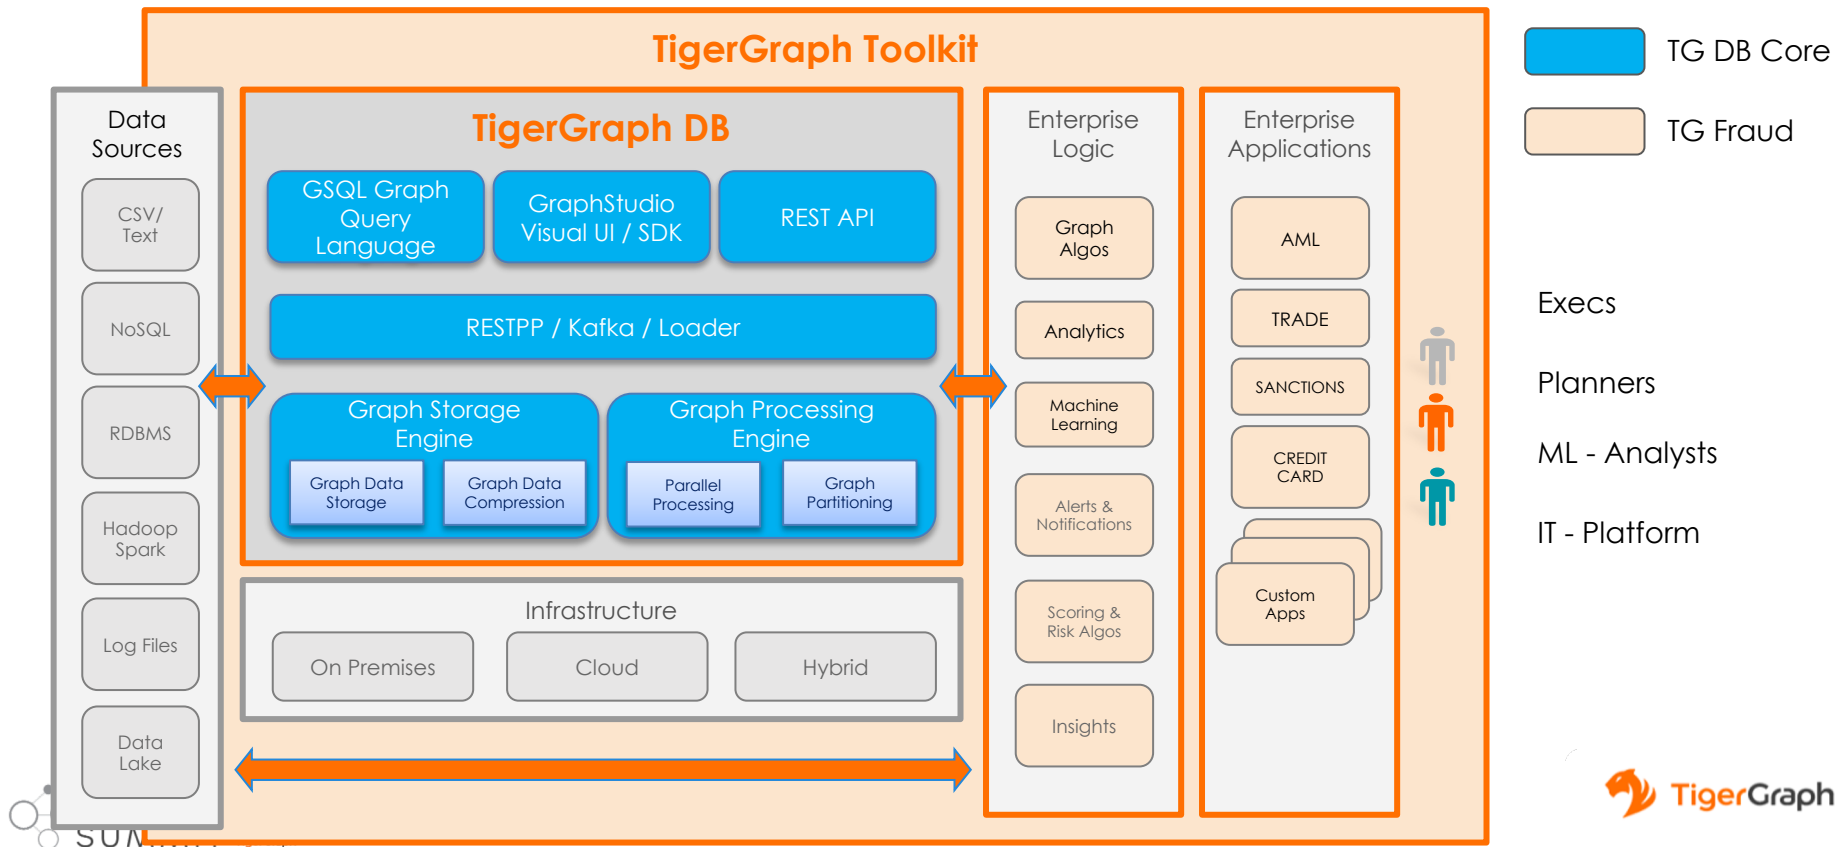 TigerGraph Toolkit
Data
Sources
CSV/
Text
NoSQL
RDBMS
Hadoop
Spark
Log Files
Data
Lake
TigerGraph DB
GSQL Graph
Query
Language
GraphStudio
Visual UI / SDK
REST API
RESTPP / Kafka / Loader
Graph Storage
Engine
Graph Data
Storage
Graph Data
Compression
Graph Processing
Engine
Parallel
Processing
Graph
Partitioning
Infrastructure
On Premises
Cloud
Hybrid
Enterprise
Logic
Graph
Algos
Analytics
Machine
Learning
Alerts &
Notifications
Scoring &
Risk Algos
Insights
Enterprise
Applications
AML
TRADE
SANCTIONS
CREDIT
CARD
Custom
Apps
TG DB Core
TG Fraud
Execs
Planners
ML - Analysts
IT - Platform
TigerGraph